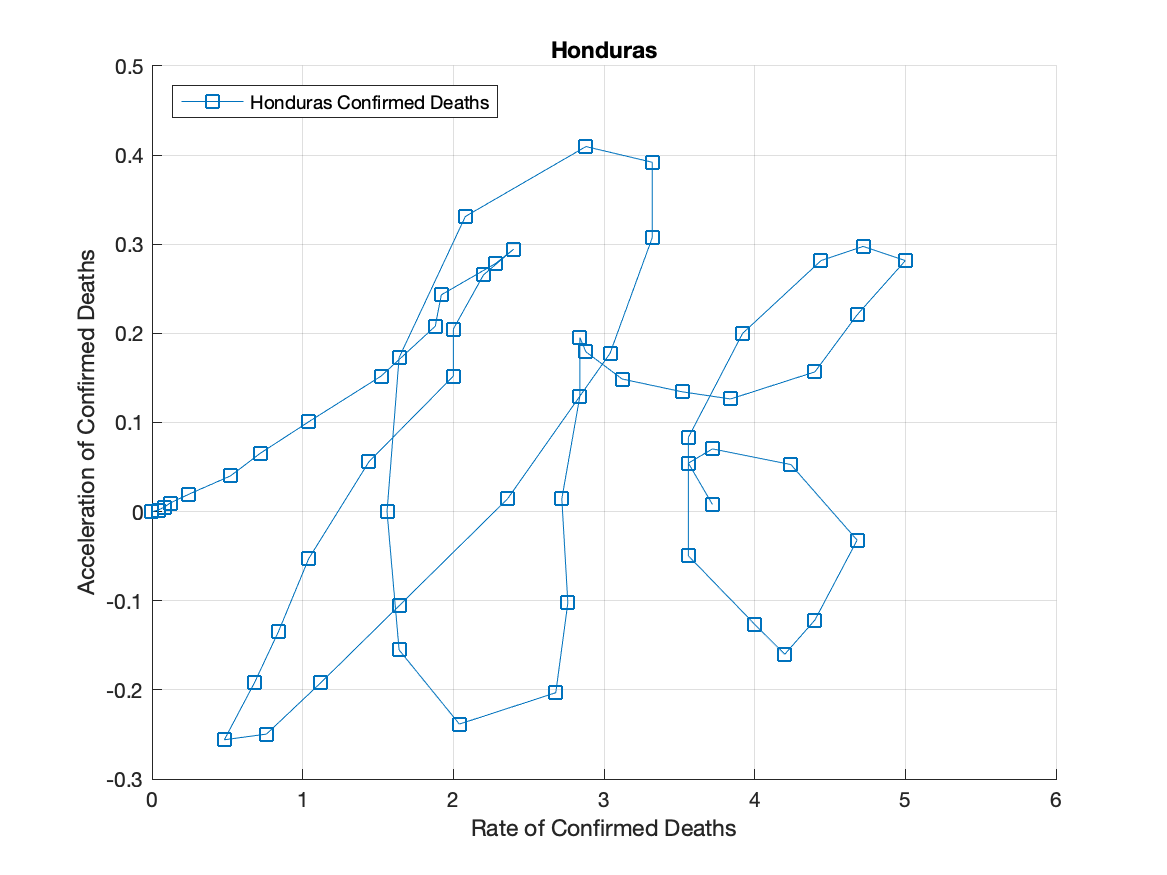 Honduras
Honduras Confirmed Deaths
0.5
0.4
0.3
0.2
0.1
0
-0.1
-0.2
-0.3
Acceleration of Confirmed Deaths
0 1 2 3 4 5 6
Rate of Confirmed Deaths